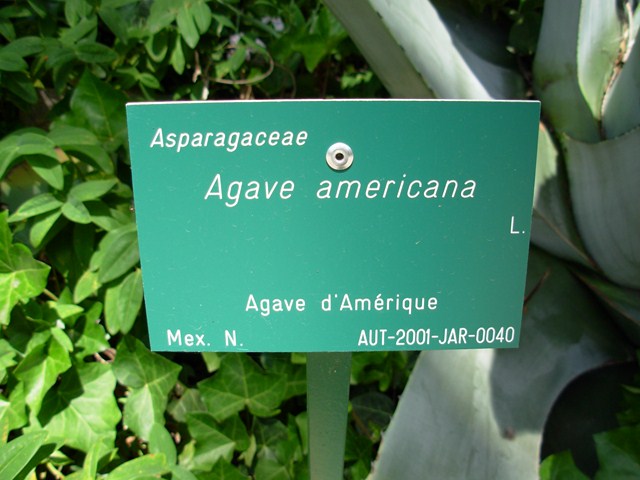 Asparagaceae
Agave americana
L.
Agave d'Amérique
Mex. N. AUT-2001-JAR-0040